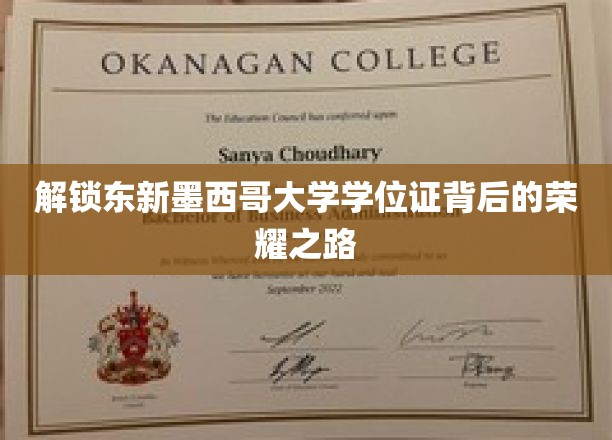 OKANAGAN COLLEGE
The Education Council has conferred upon
Sanya Choudhary
解锁东新墨西哥大学学位证背后的荣
Bachelor of Business Administration
耀之路
September 2022